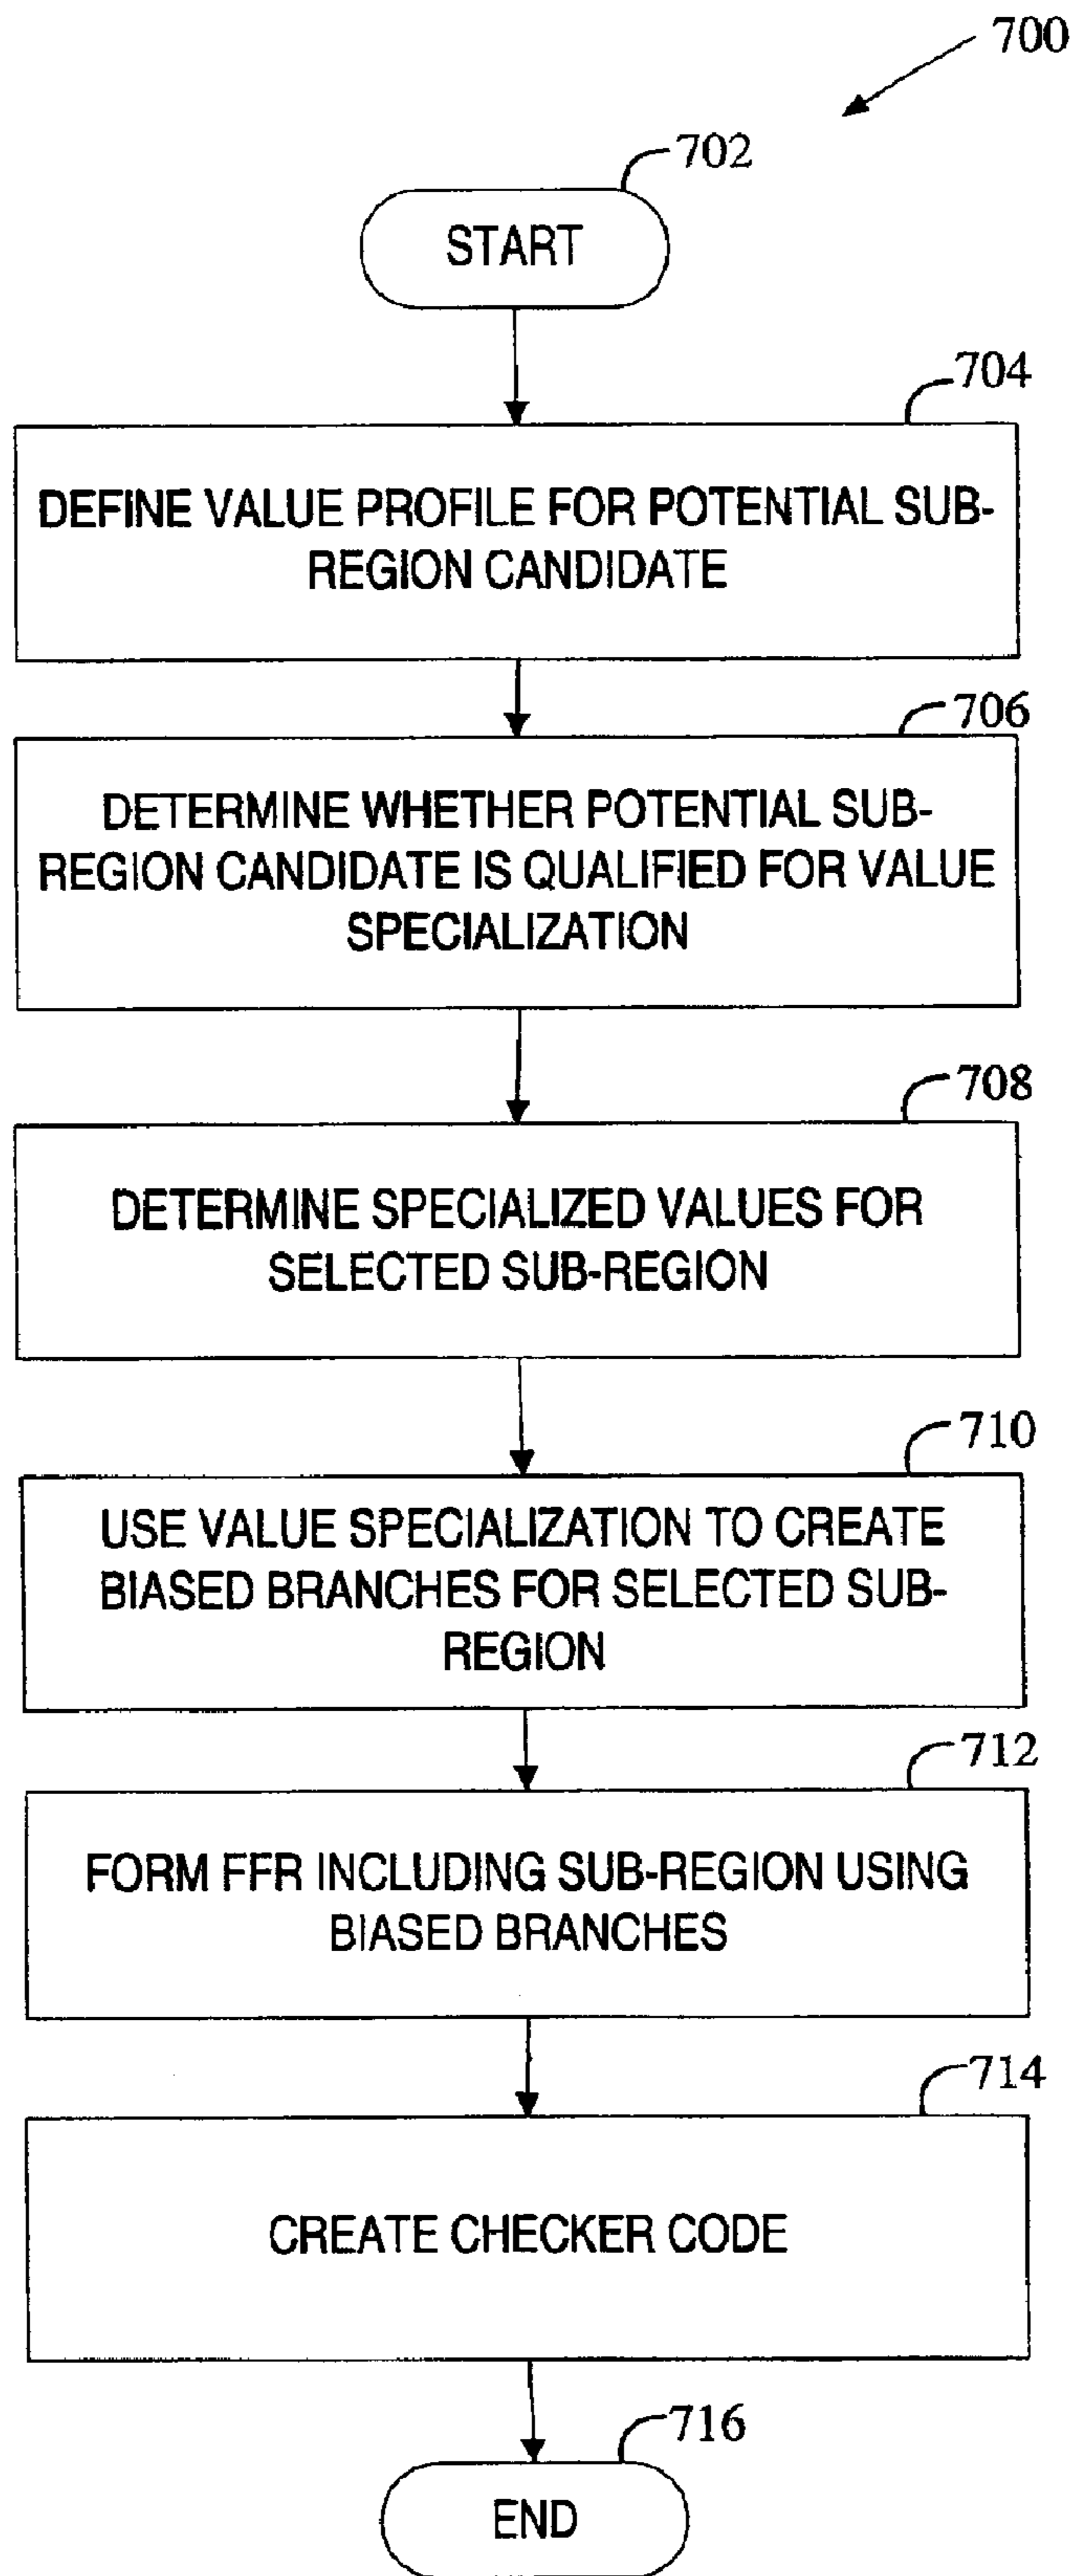 700
702
START
704
DEFINE VALUE PROFILE FOR POTENTIAL SUB-
REGION CANDIDATE
706
DETERMINE WHETHER POTENTIAL SUB-
REGION CANDIDATE IS QUALIFIED FOR VALUE
SPECIALIZATION
708
DETERMINE SPECIALIZED VALUES FOR
SELECTED SUB-REGION
710
USE VALUE SPECIALIZATION TO CREATE
BIASED BRANCHES FOR SELECTED SUB-
REGION
712
FORM FFR INCLUDING SUB-REGION USING
BIASED BRANCHES
714
CREATE CHECKER CODE
716
END